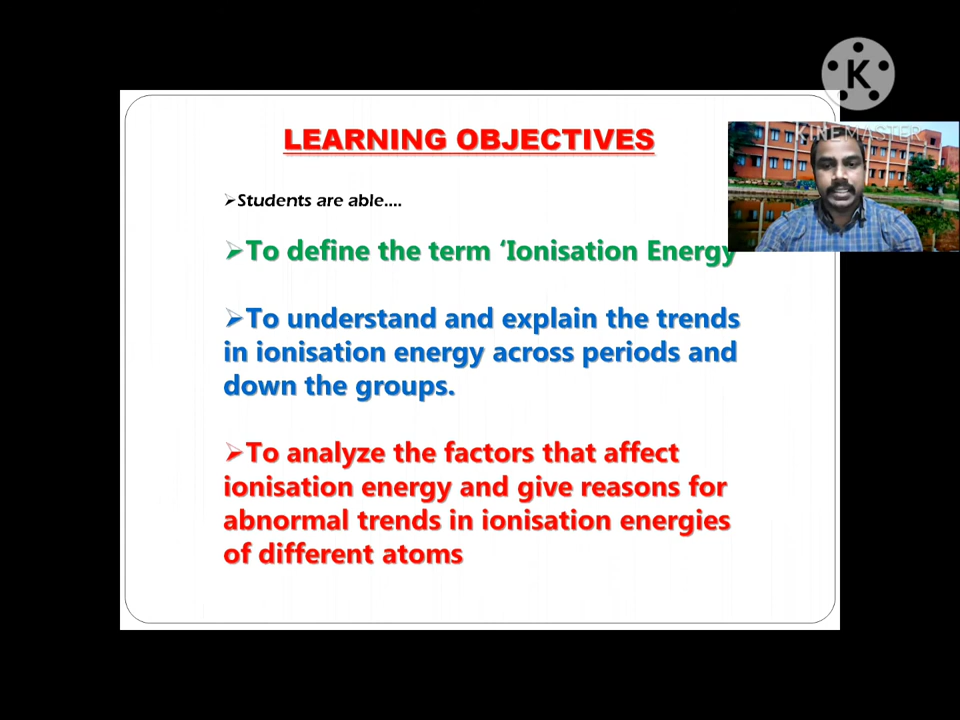 K
KINEMASTER
LEARNING OBJECTIVES
➢Students are able....
➢To define the term ‘Ionisation Energy
➢To understand and explain the trends
in ionisation energy across periods and
down the groups.
➢To analyze the factors that affect
ionisation energy and give reasons for
abnormal trends in ionisation energies
of different atoms